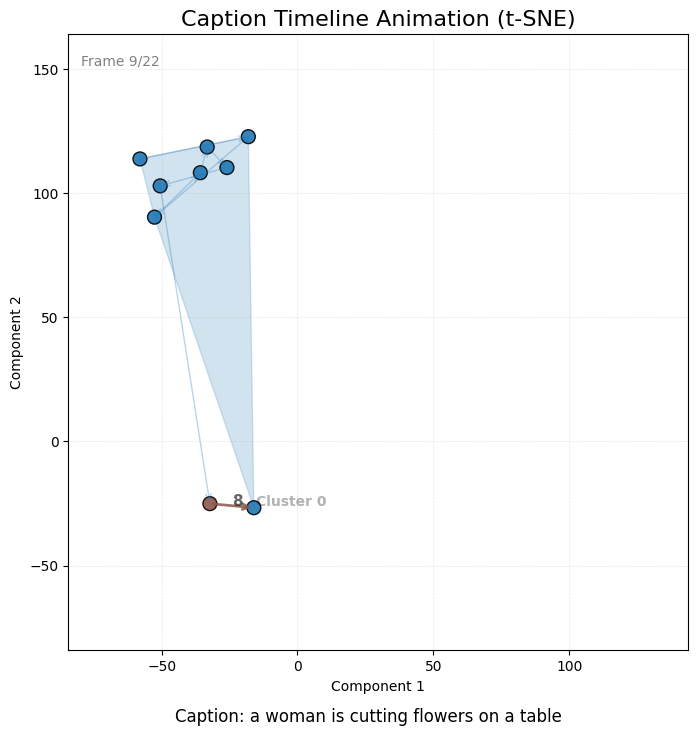 Caption Timeline Animation (t-SNE)
Frame 9/22
150
100
50
0
−50
Component 2
8
Cluster 0
−50
0
50
100
Component 1
Caption: a woman is cutting flowers on a table